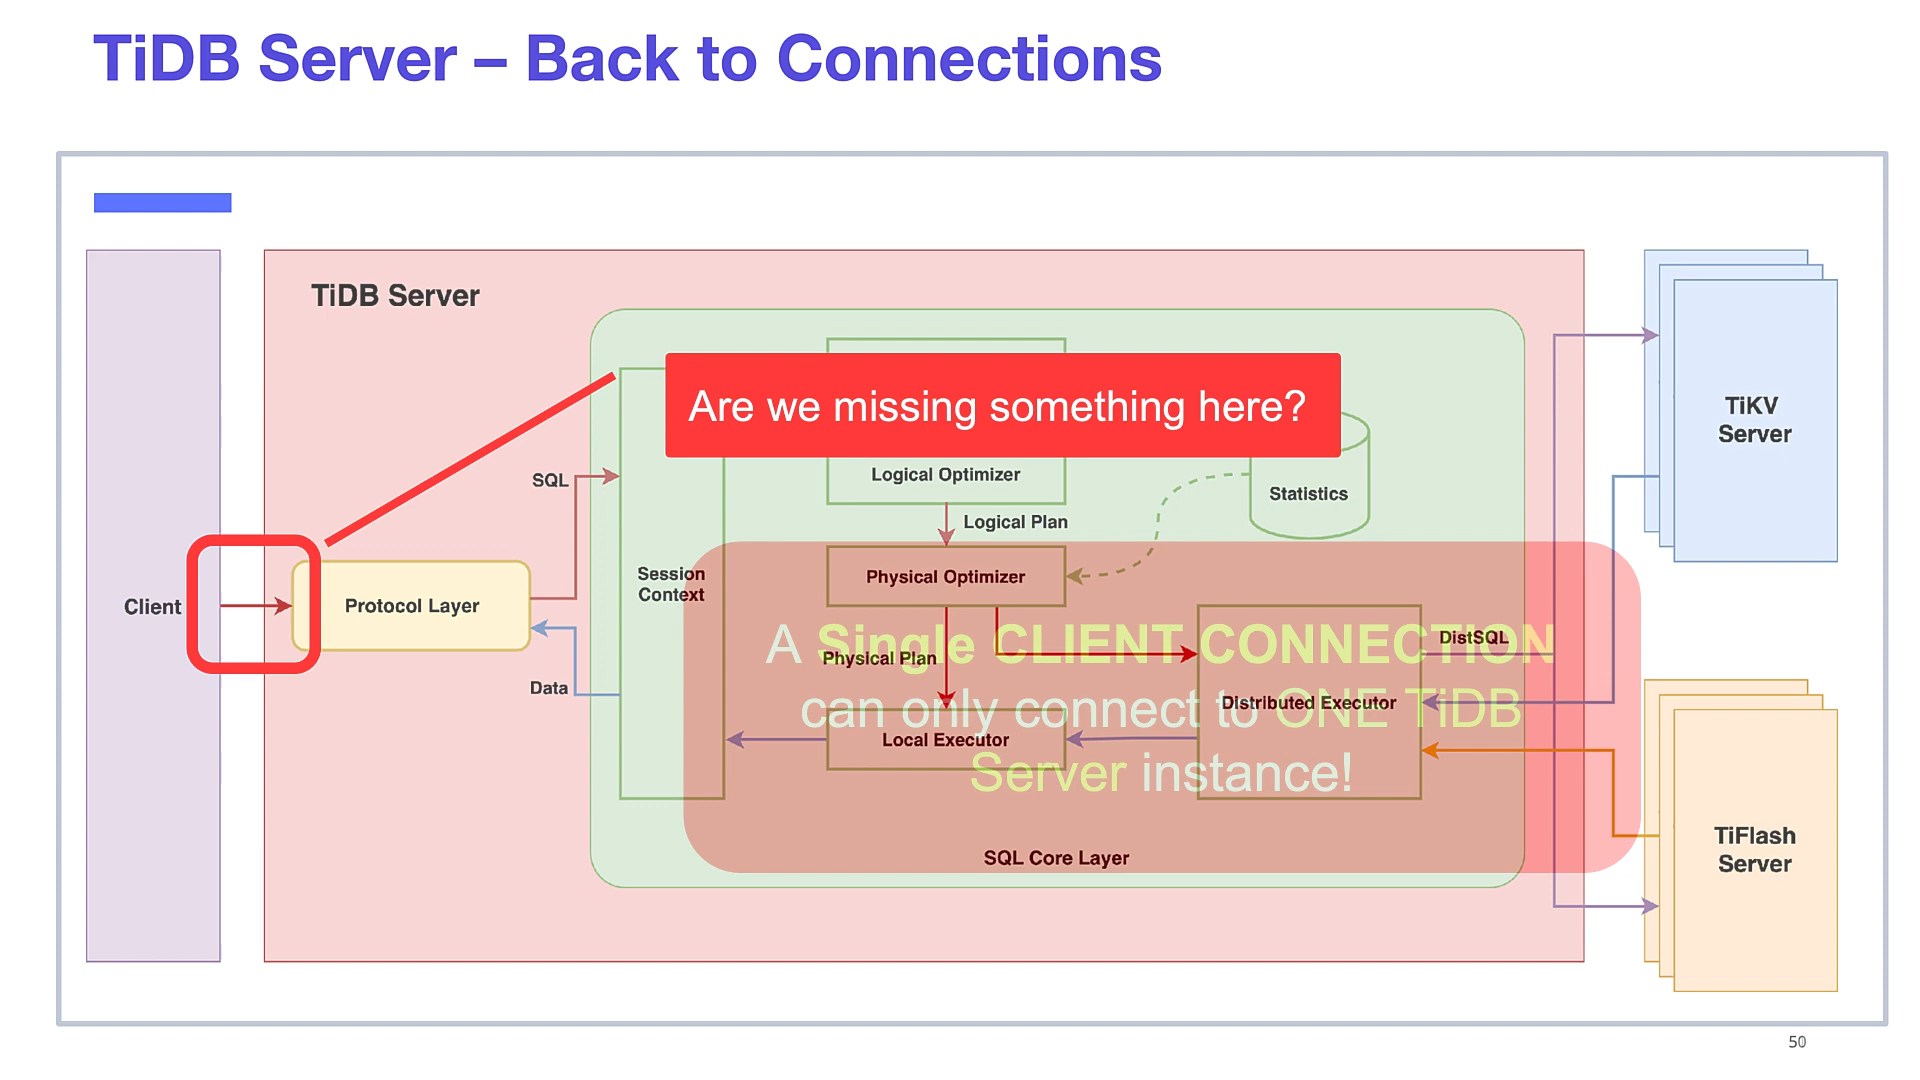 TiDB Server – Back to Connections
TiDB Server
Are we missing something here?
Logical Optimizer
Statistics
SQL
Logical Plan
Session
Context
Physical Optimizer
Client
Protocol Layer
A Single CLIENT CONNECTION
can only connect to ONE TiDB
Server instance!
Physical Plan
DistSQL
Distributed Executor
Data
Local Executor
SQL Core Layer
TiKV
Server
TiFlash
Server
50